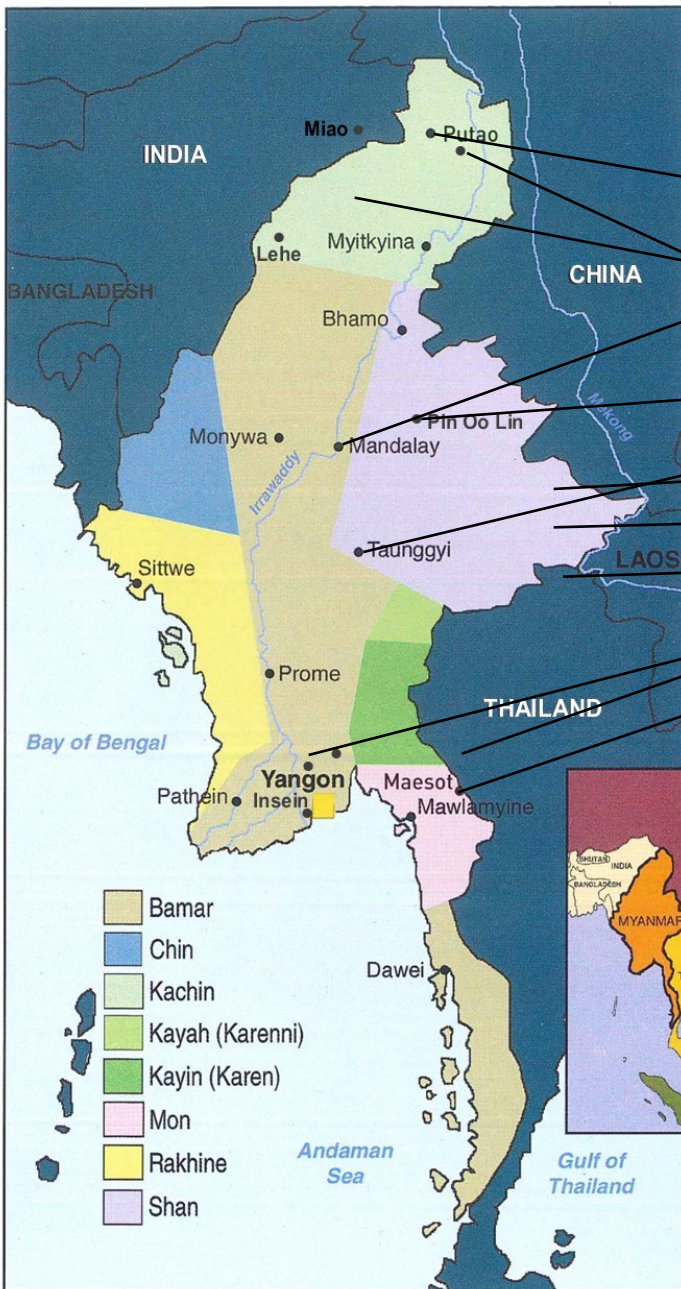 Miao
Putao
INDIA
Lehe
Myitkyina
CHINA
BANGLADESH
Bhamo
Mekong
Pin Oo Lin
Monywa
Mandalay
Irrawaddy
Taunggyi
LAOS
Sittwe
Prome
THAILAND
Bay of Bengal
Yangon
Maesot
Pathein
Insein
Mawlamyine
BHUTAN
INDIA
BANGLADESH
MYANMAR
Bamar
Chin
Dawei
Kachin
Kayah (Karenni)
Kayin (Karen)
Mon
Andaman
Sea
Gulf of
Thailand
Rakhine
Shan